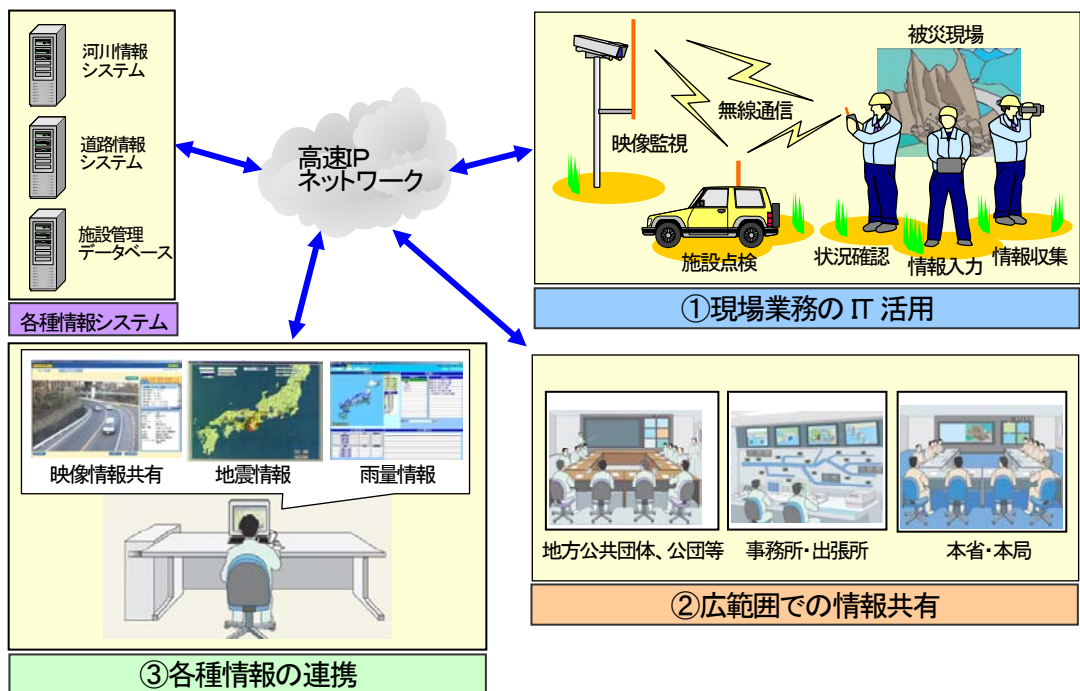 河川情報
システム
道路情報
システム
施設管理
データベース
各種情報システム
高速IP
ネットワーク
被災現場
無線通信
映像監視
施設点検
状況確認
情報入力
情報収集
①現場業務の IT 活用
映像情報共有
地震情報
雨量情報
③各種情報の連携
地方公共団体、公団等
事務所・出張所
本省・本局
②広範囲での情報共有